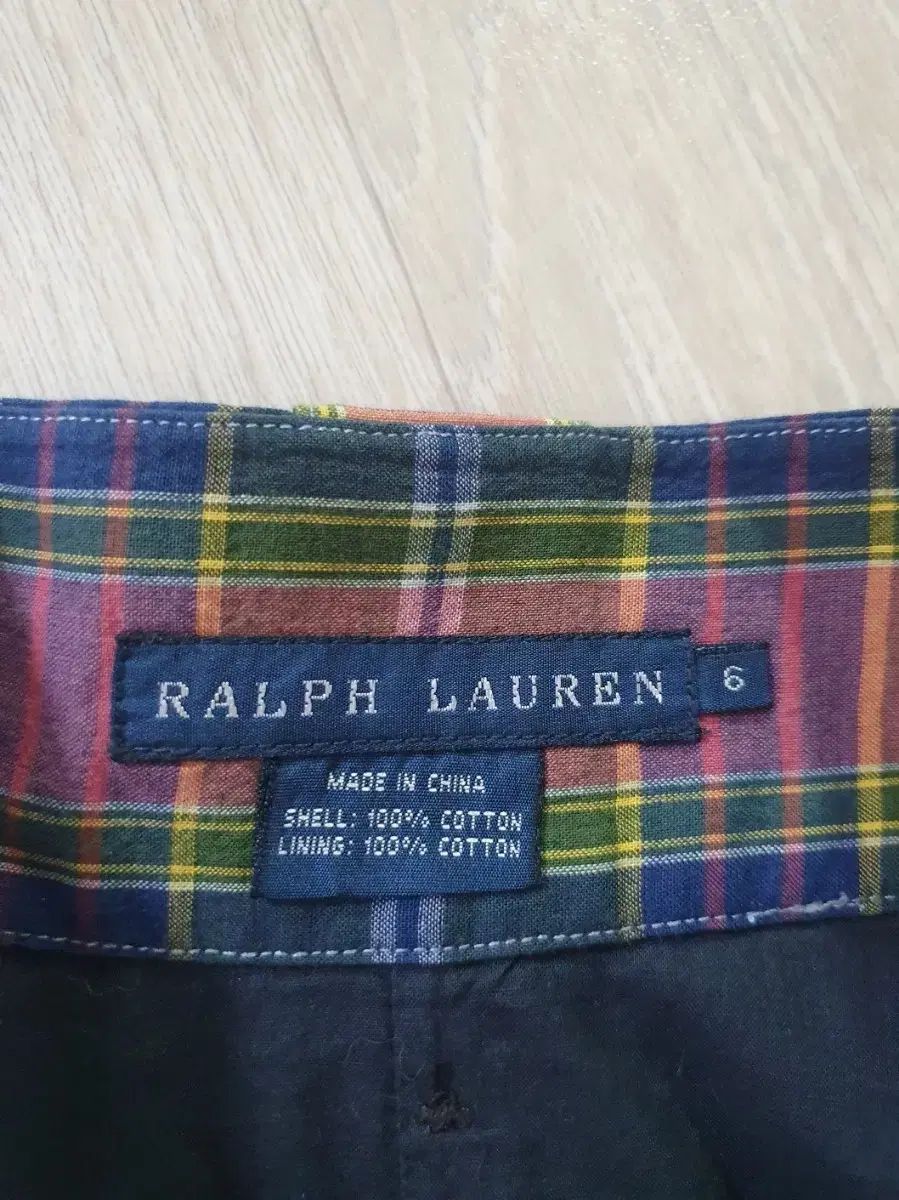 RALPH LAUREN
6
MADE IN CHINA
SHELL: 100% COTTON
LINING: 100% COTTON